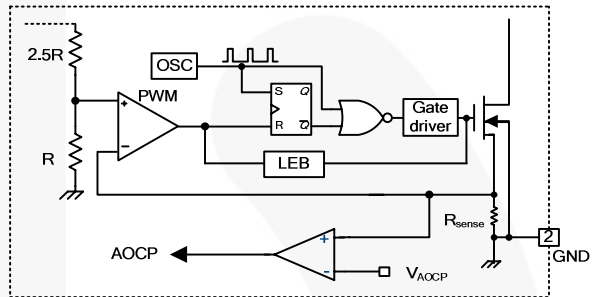 2.5R
OSC
PWM
+
−
S Q
R Q̅
Gate
driver
R
LEB
Rsense
2
GND
AOCP
+
-
VAOCP